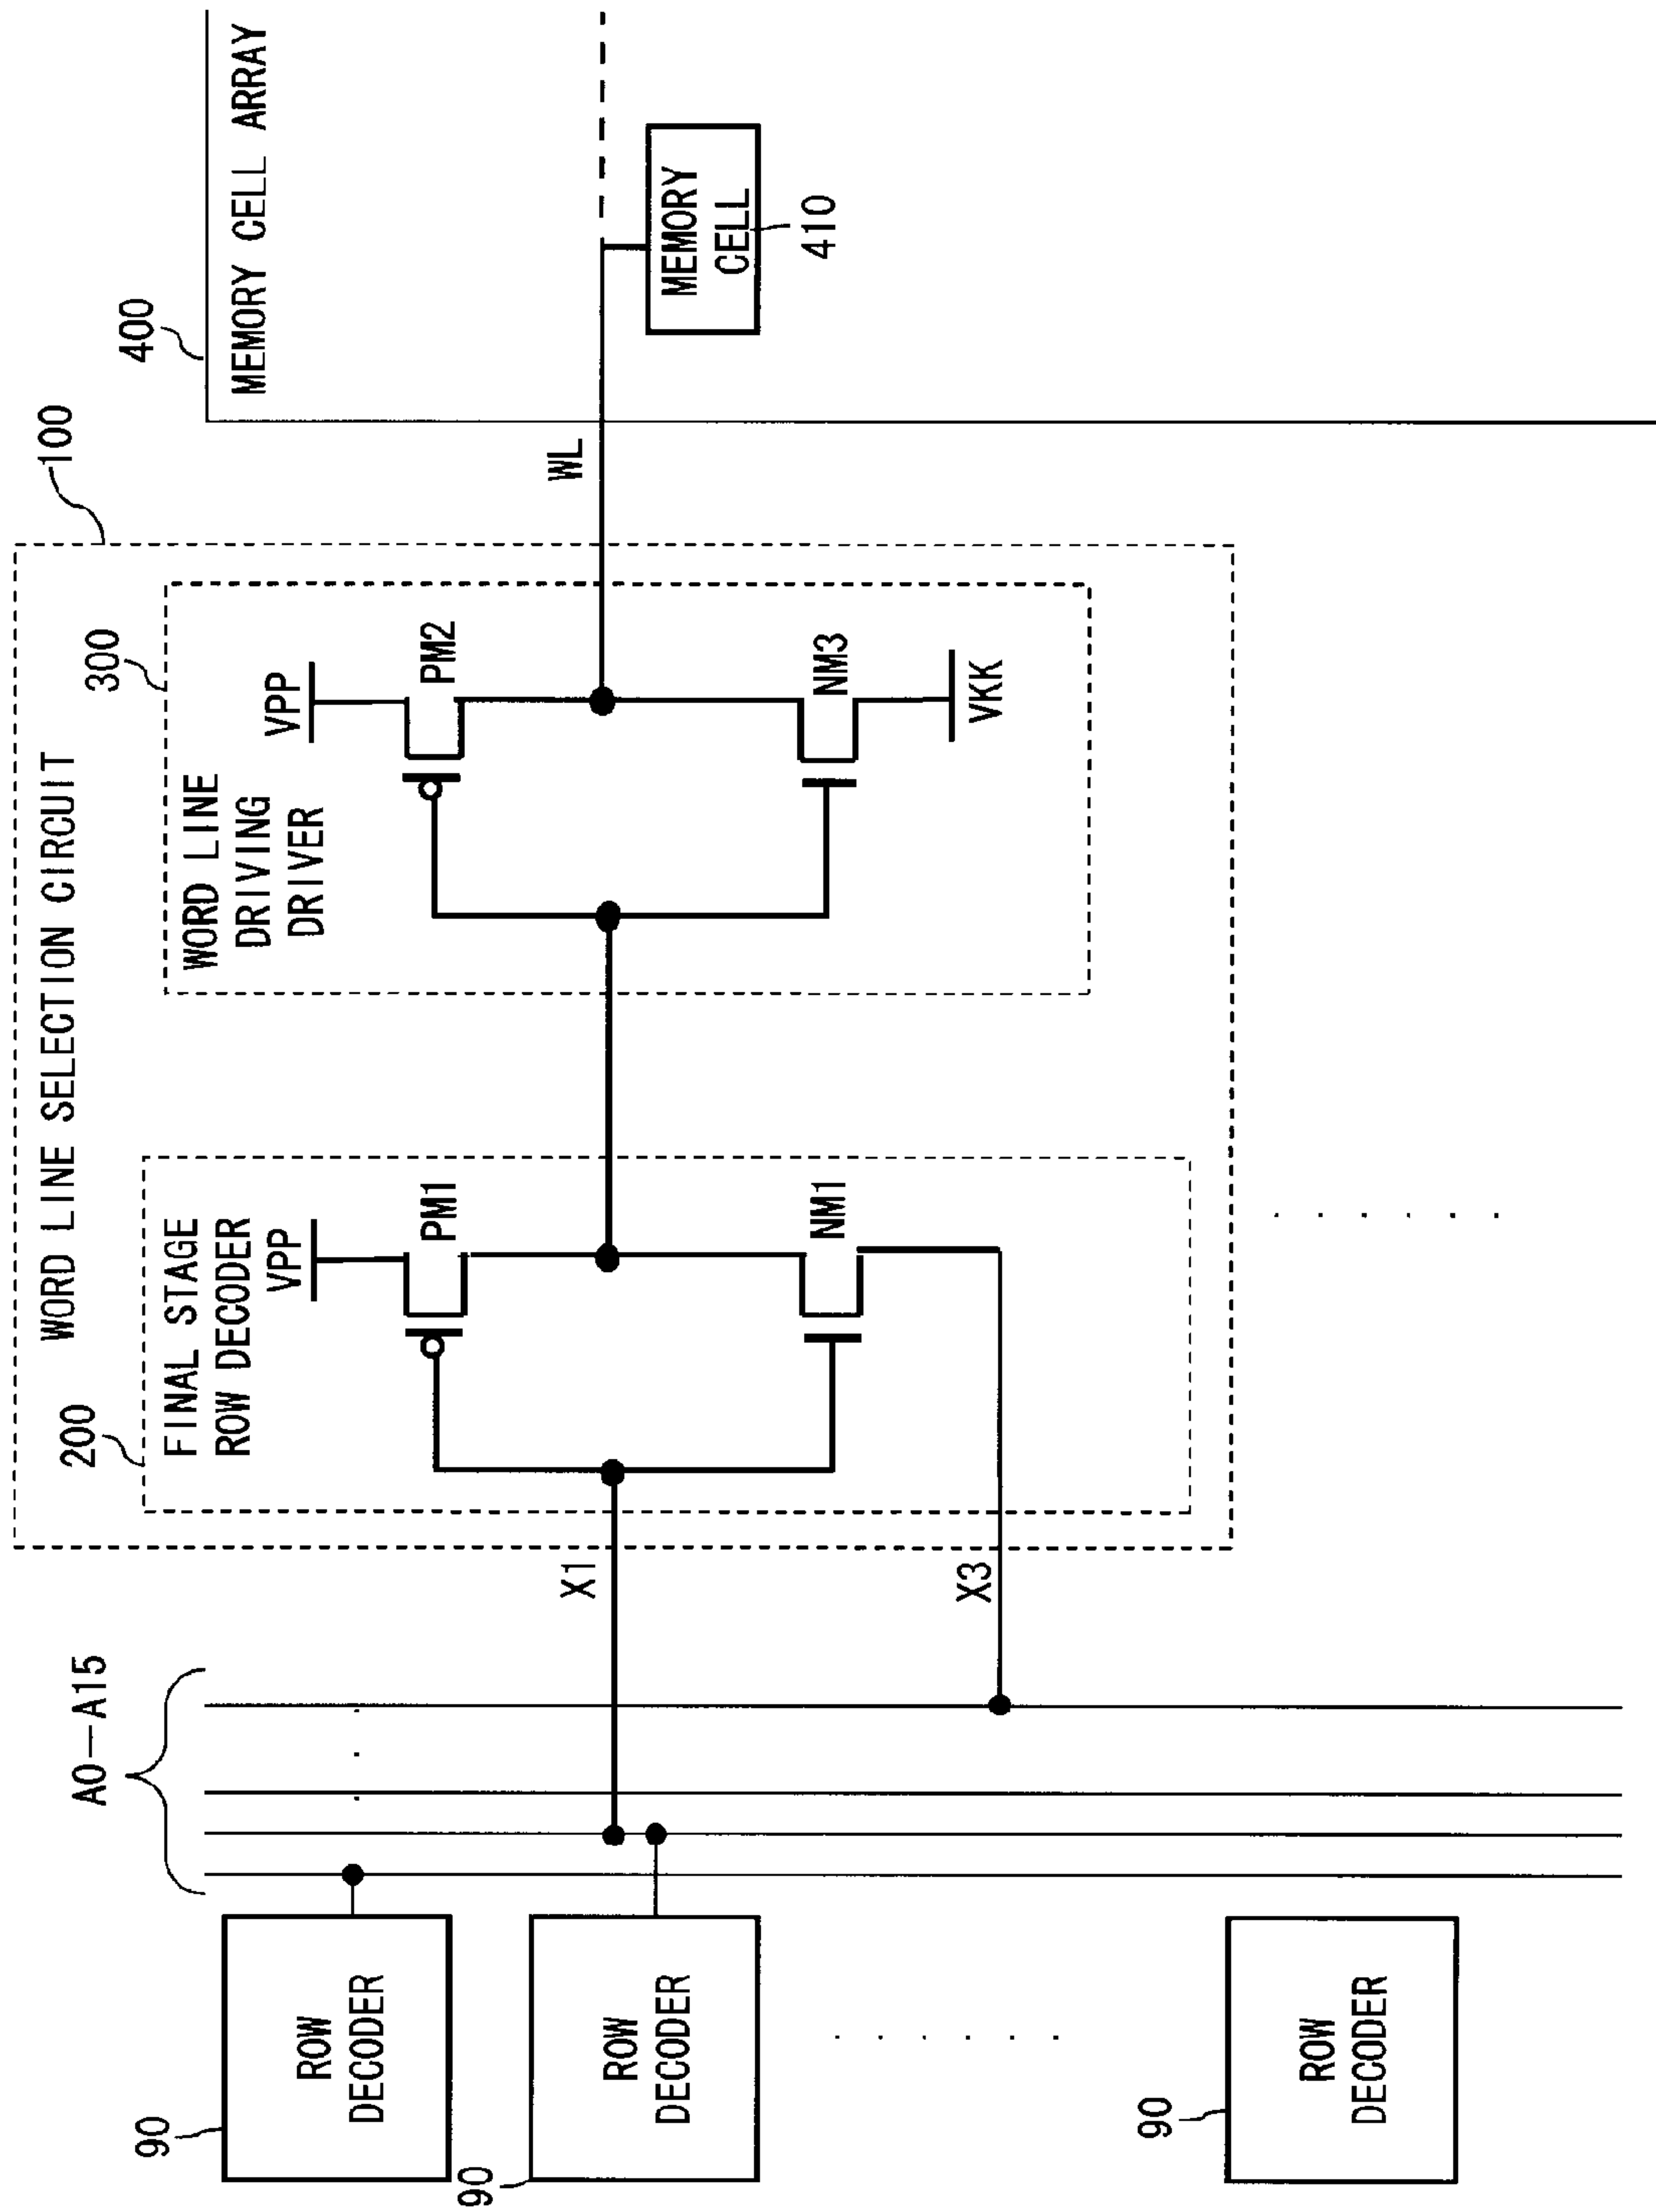 WORD LINE SELECTION CIRCUIT
100
200
FINAL STAGE
ROW DECODER
VPP
PM1
NM1
300
WORD LINE
DRIVING
DRIVER
VPP
PM2
NM3
VKK
400
MEMORY CELL ARRAY
WL
MEMORY
CELL
410
A0—A15
X1
X3
90
ROW
DECODER
90
ROW
DECODER
90
ROW
DECODER